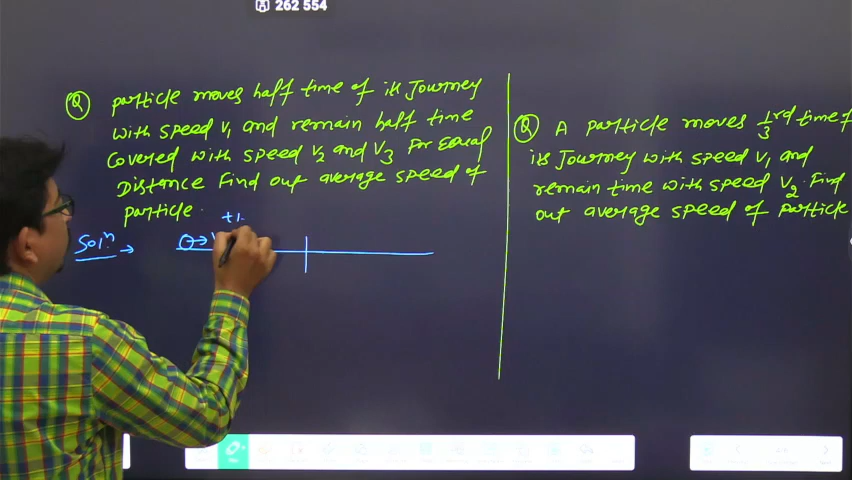 262 554
Q particle moves half time of its Journey
with speed V1 and remain half time
Covered with speed V2 and V3 For Equal
Distance Find out average speed of
particle.
t1.
Solⁿ →
Q A particle moves 1/3rd time of
its Journey with speed V1 and
remain time with speed V2. Find
out average speed of particle